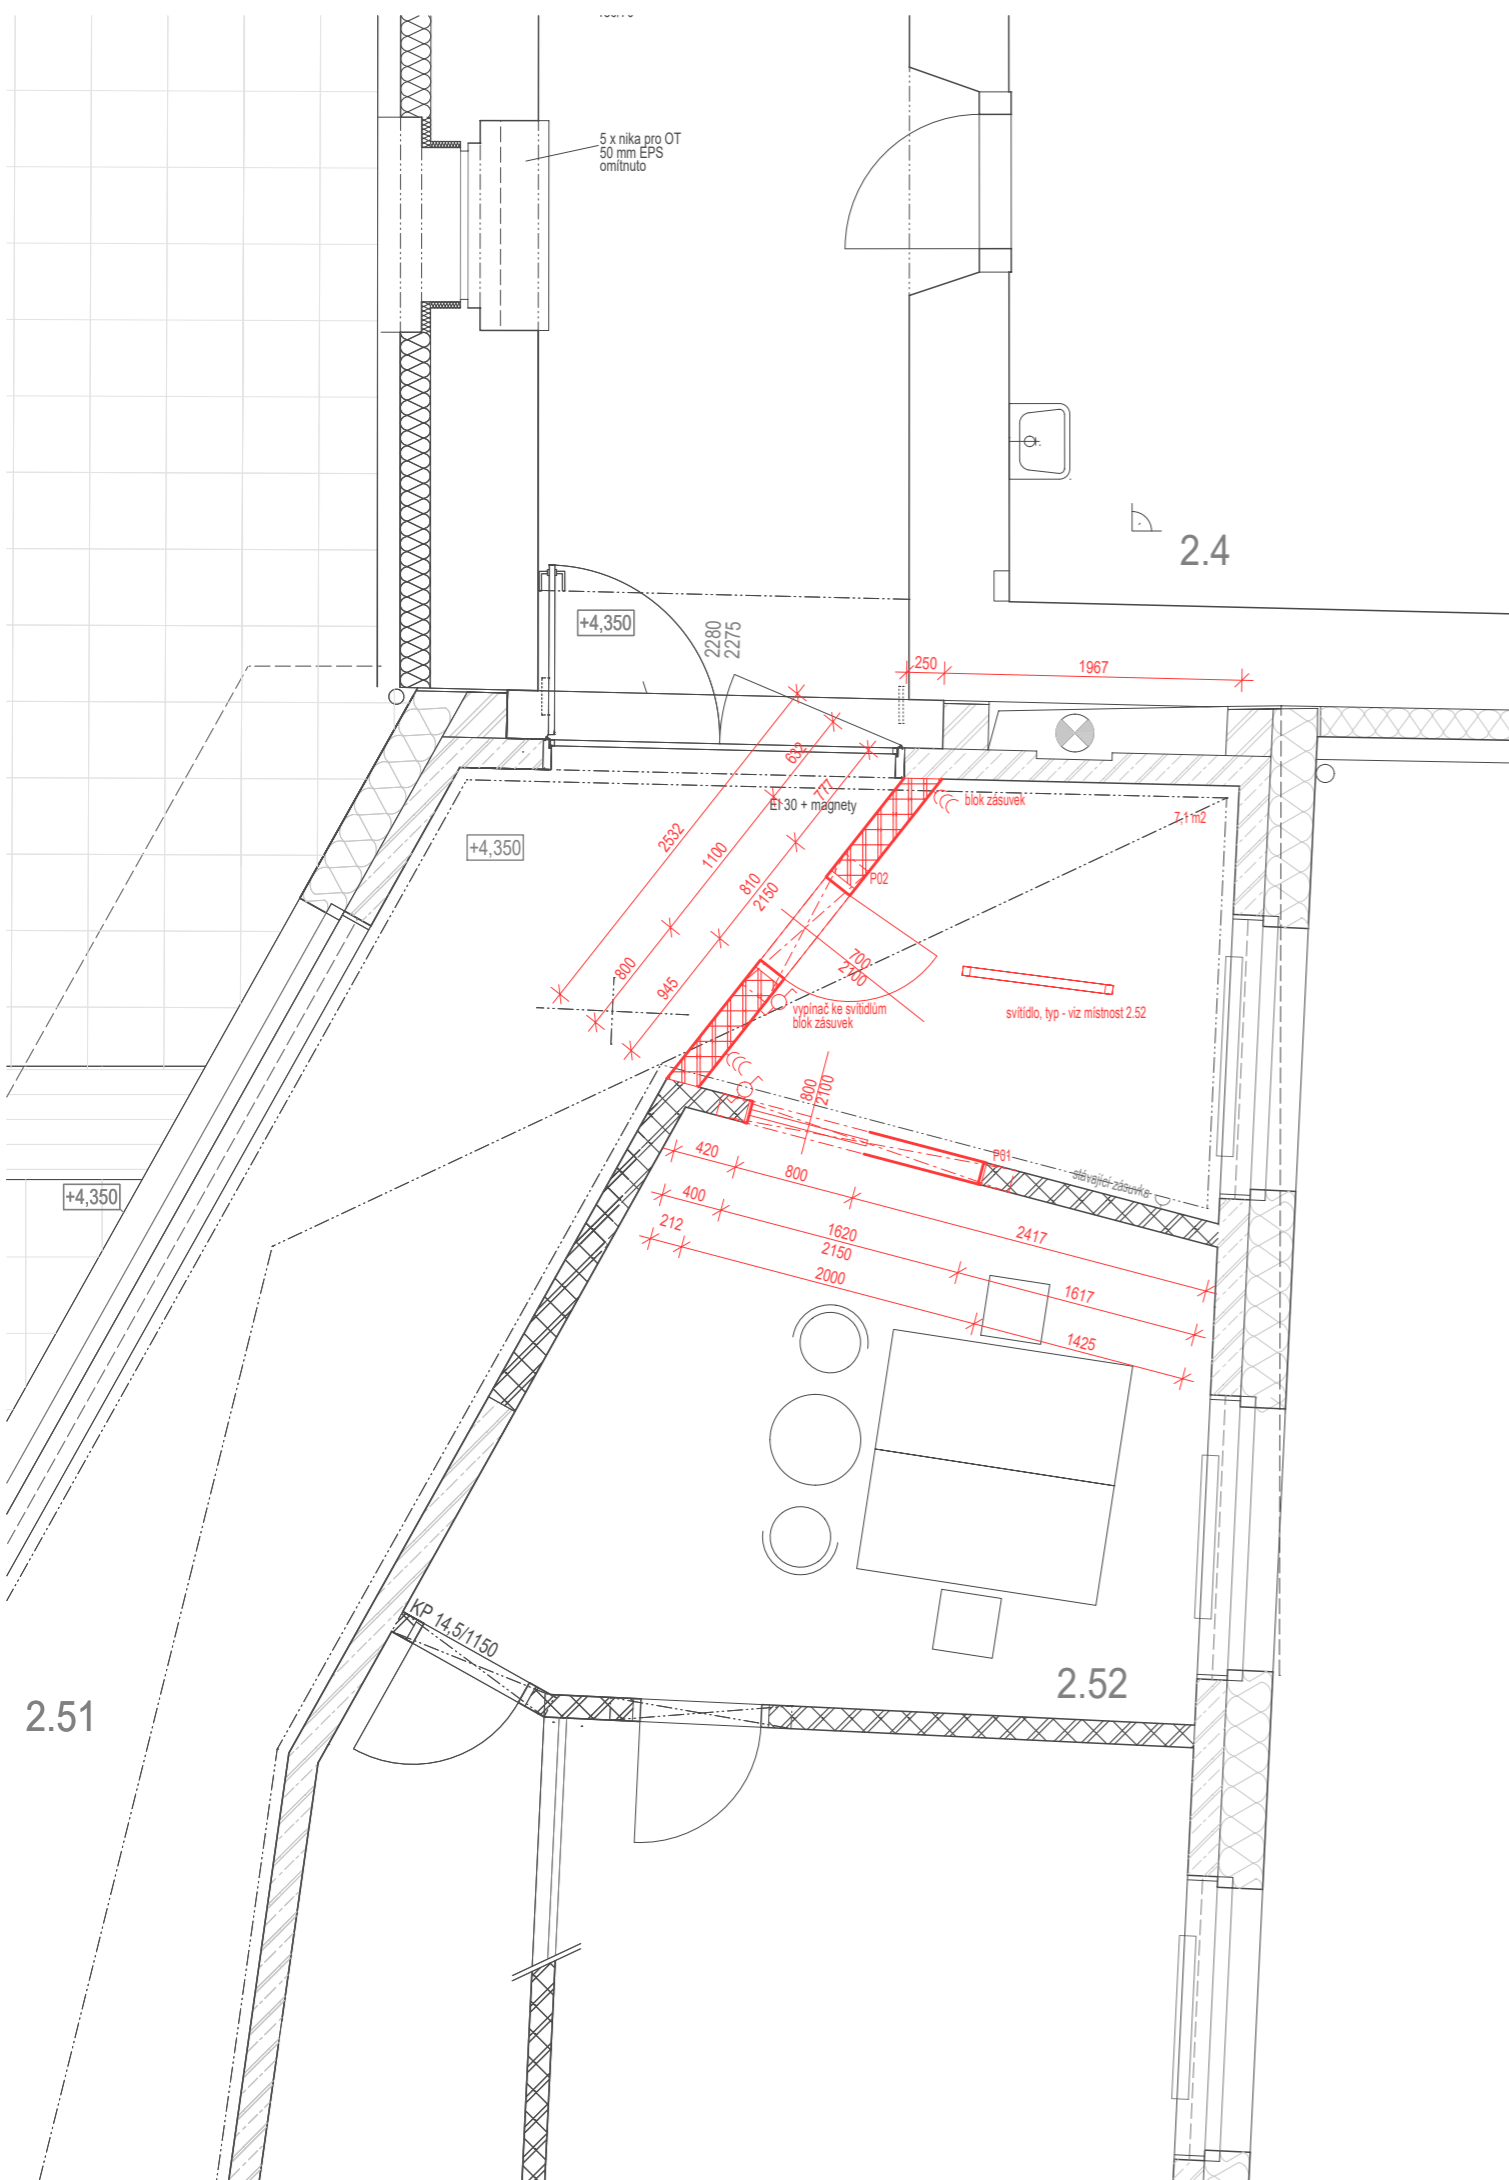 5 x nika pro OT
50 mm EPS
omítnuto
2.4
+4,350
2280
2275
250
1967
632
777
EI 30 + magnety
blok zásuvek
7,1 m2
+4,350
2532
1100
810
2150
P02
800
945
700
2100
vypínač ke svítidlům
blok zásuvek
svítidlo, typ - viz místnost 2.52
800
2100
P01
stávající zásuvka
420
800
2417
400
1620
2150
1617
212
2000
1425
+4,350
KP 14,5/1150
2.52
2.51